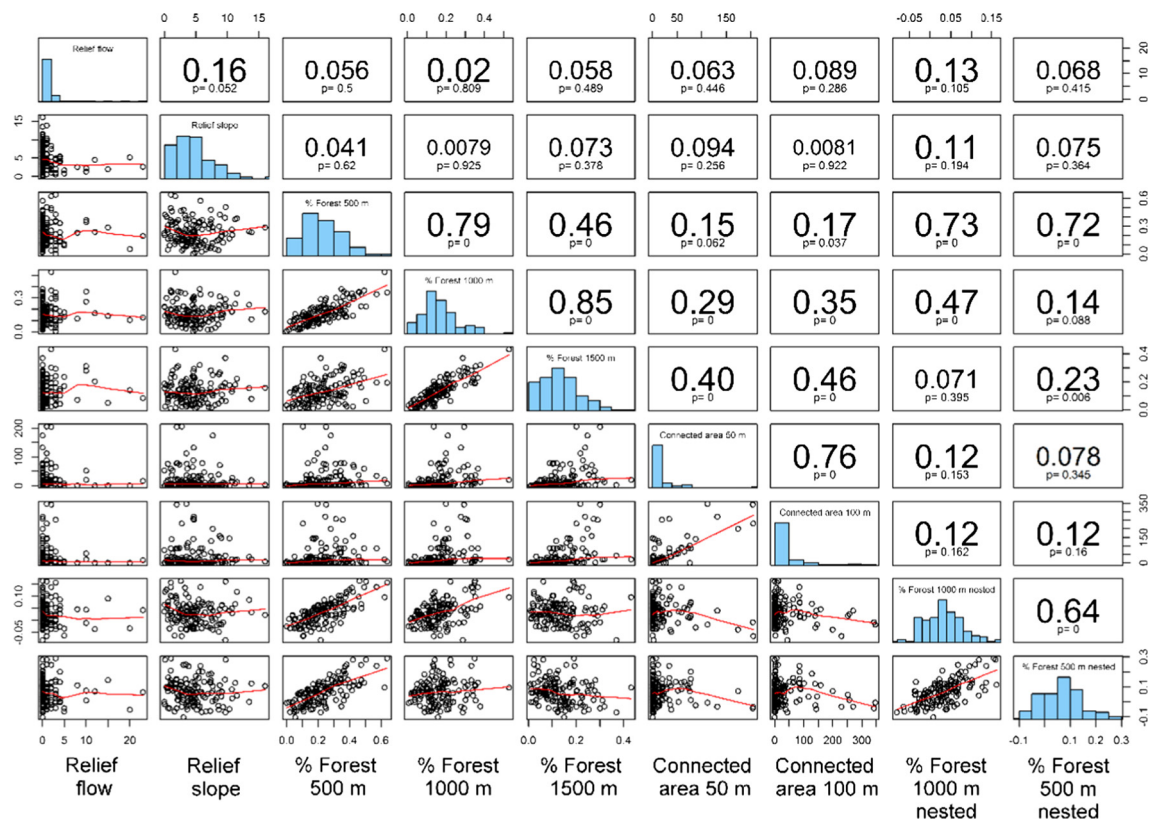 0 5 10 15
0.0 0.2 0.4
0 50 100 150 200
-0.05 0.05 0.15
Relief flow
0.16
p= 0.052
0.056
p= 0.5
0.02
p= 0.809
0.058
p= 0.489
0.063
p= 0.446
0.089
p= 0.286
0.13
p= 0.105
0.068
p= 0.415
0 10 20
0 5 15
Relief slope
0.041
p= 0.62
0.0079
p= 0.925
0.073
p= 0.378
0.094
p= 0.256
0.0081
p= 0.922
0.11
p= 0.194
0.075
p= 0.364
% Forest 500 m
0.79
p= 0
0.46
p= 0
0.15
p= 0.062
0.17
p= 0.037
0.73
p= 0
0.72
p= 0
0.0 0.3 0.6
0.0 0.3
% Forest 1000 m
0.85
p= 0
0.29
p= 0
0.35
p= 0
0.47
p= 0
0.14
p= 0.088
% Forest 1500 m
0.40
p= 0
0.46
p= 0
0.071
p= 0.395
0.23
p= 0.006
0.0 0.2 0.4
0 100 200
Connected area 50 m
0.76
p= 0
0.12
p= 0.153
0.078
p= 0.345
Connected area 100 m
0.12
p= 0.162
0.12
p= 0.16
0 150 350
-0.05 0.10
% Forest 1000 m nested
0.64
p= 0
% Forest 500 m nested
-0.1 0.1 0.3
0 5 10 15 20
0.0 0.2 0.4 0.6
0.0 0.1 0.2 0.3 0.4
0 100 200 300
-0.1 0.1 0.2 0.3
Relief
flow
Relief
slope
% Forest
500 m
% Forest
1000 m
% Forest
1500 m
Connected
area 50 m
Connected
area 100 m
% Forest
1000 m
nested
% Forest
500 m
nested